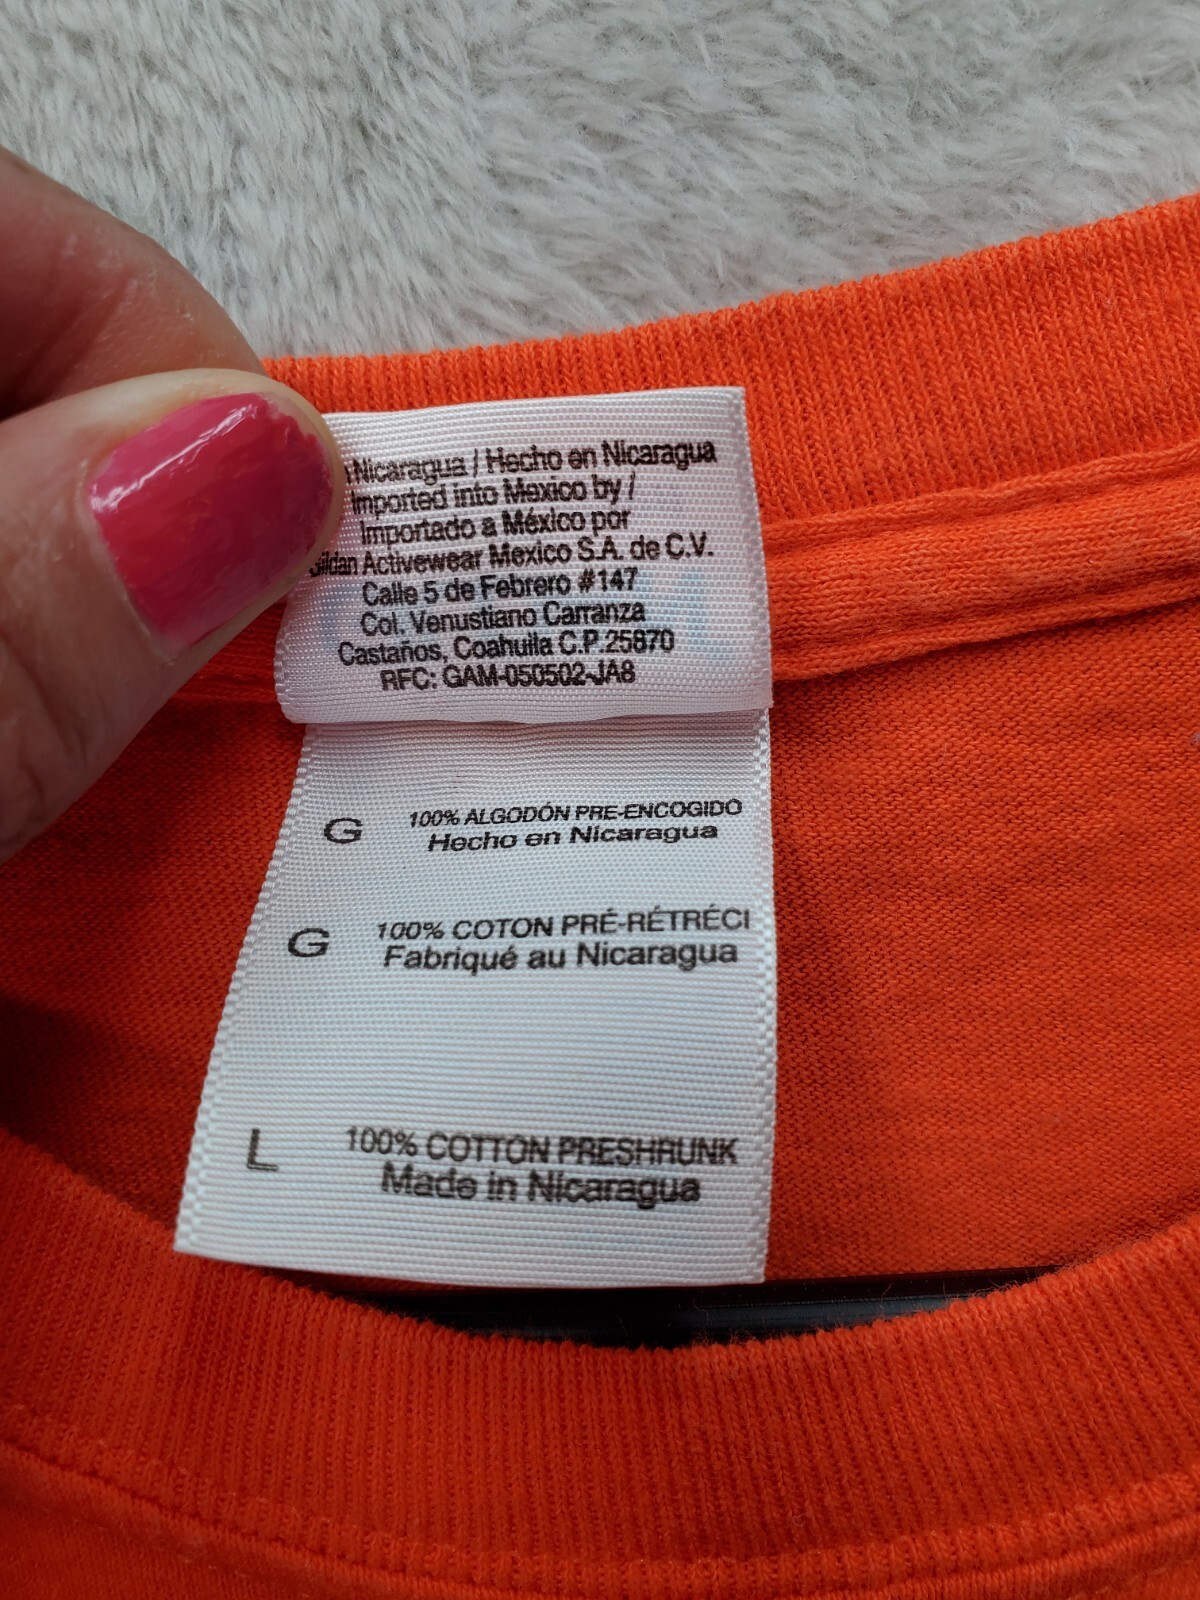 Nicaragua / Hecho en Nicaragua
Imported into Mexico by /
Importado a México por
Activewear Mexico S.A. de C.V.
Calle 5 de Febrero #147
Col. Venustiano Carranza
Castaños, Coahuila C.P.25870
RFC: GAM-050502-JA8
G 100% ALGODÓN PRE-ENCOGIDO
Hecho en Nicaragua
G 100% COTON PRÉ-RÉTRÉCI
Fabriqué au Nicaragua
L 100% COTTON PRESHRUNK
Made in Nicaragua